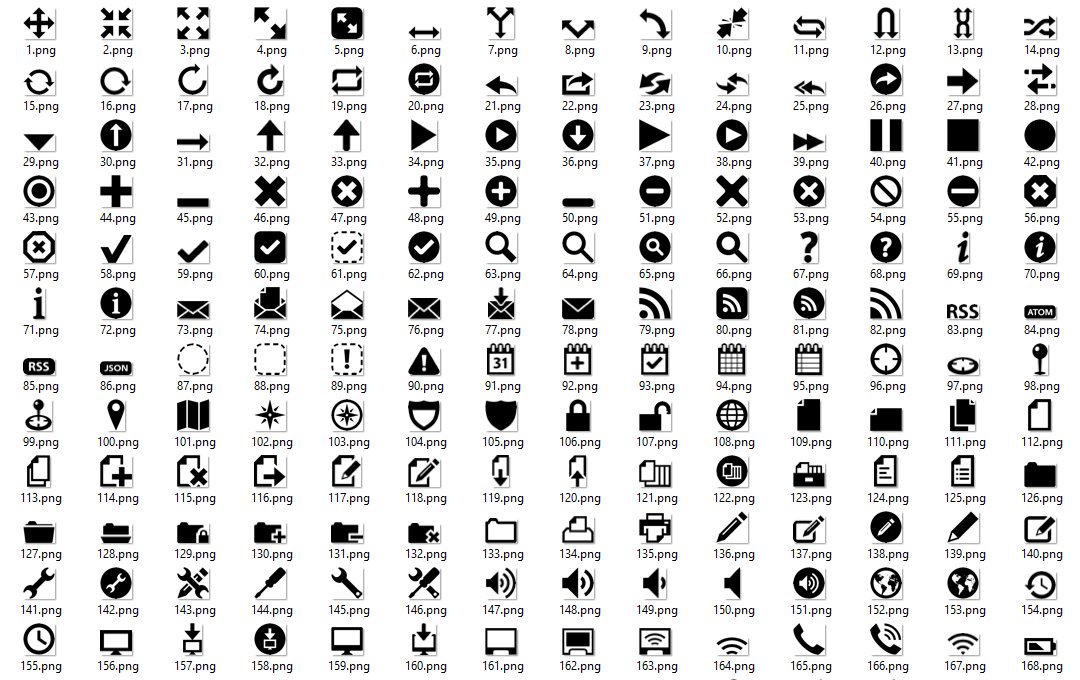 1.png 2.png 3.png 4.png 5.png 6.png 7.png 8.png 9.png 10.png 11.png 12.png 13.png 14.png
15.png 16.png 17.png 18.png 19.png 20.png 21.png 22.png 23.png 24.png 25.png 26.png 27.png 28.png
29.png 30.png 31.png 32.png 33.png 34.png 35.png 36.png 37.png 38.png 39.png 40.png 41.png 42.png
43.png 44.png 45.png 46.png 47.png 48.png 49.png 50.png 51.png 52.png 53.png 54.png 55.png 56.png
57.png 58.png 59.png 60.png 61.png 62.png 63.png 64.png 65.png 66.png 67.png 68.png 69.png 70.png
RSS ATOM
71.png 72.png 73.png 74.png 75.png 76.png 77.png 78.png 79.png 80.png 81.png 82.png 83.png 84.png
RSS JSON 31
85.png 86.png 87.png 88.png 89.png 90.png 91.png 92.png 93.png 94.png 95.png 96.png 97.png 98.png
99.png 100.png 101.png 102.png 103.png 104.png 105.png 106.png 107.png 108.png 109.png 110.png 111.png 112.png
113.png 114.png 115.png 116.png 117.png 118.png 119.png 120.png 121.png 122.png 123.png 124.png 125.png 126.png
127.png 128.png 129.png 130.png 131.png 132.png 133.png 134.png 135.png 136.png 137.png 138.png 139.png 140.png
141.png 142.png 143.png 144.png 145.png 146.png 147.png 148.png 149.png 150.png 151.png 152.png 153.png 154.png
155.png 156.png 157.png 158.png 159.png 160.png 161.png 162.png 163.png 164.png 165.png 166.png 167.png 168.png